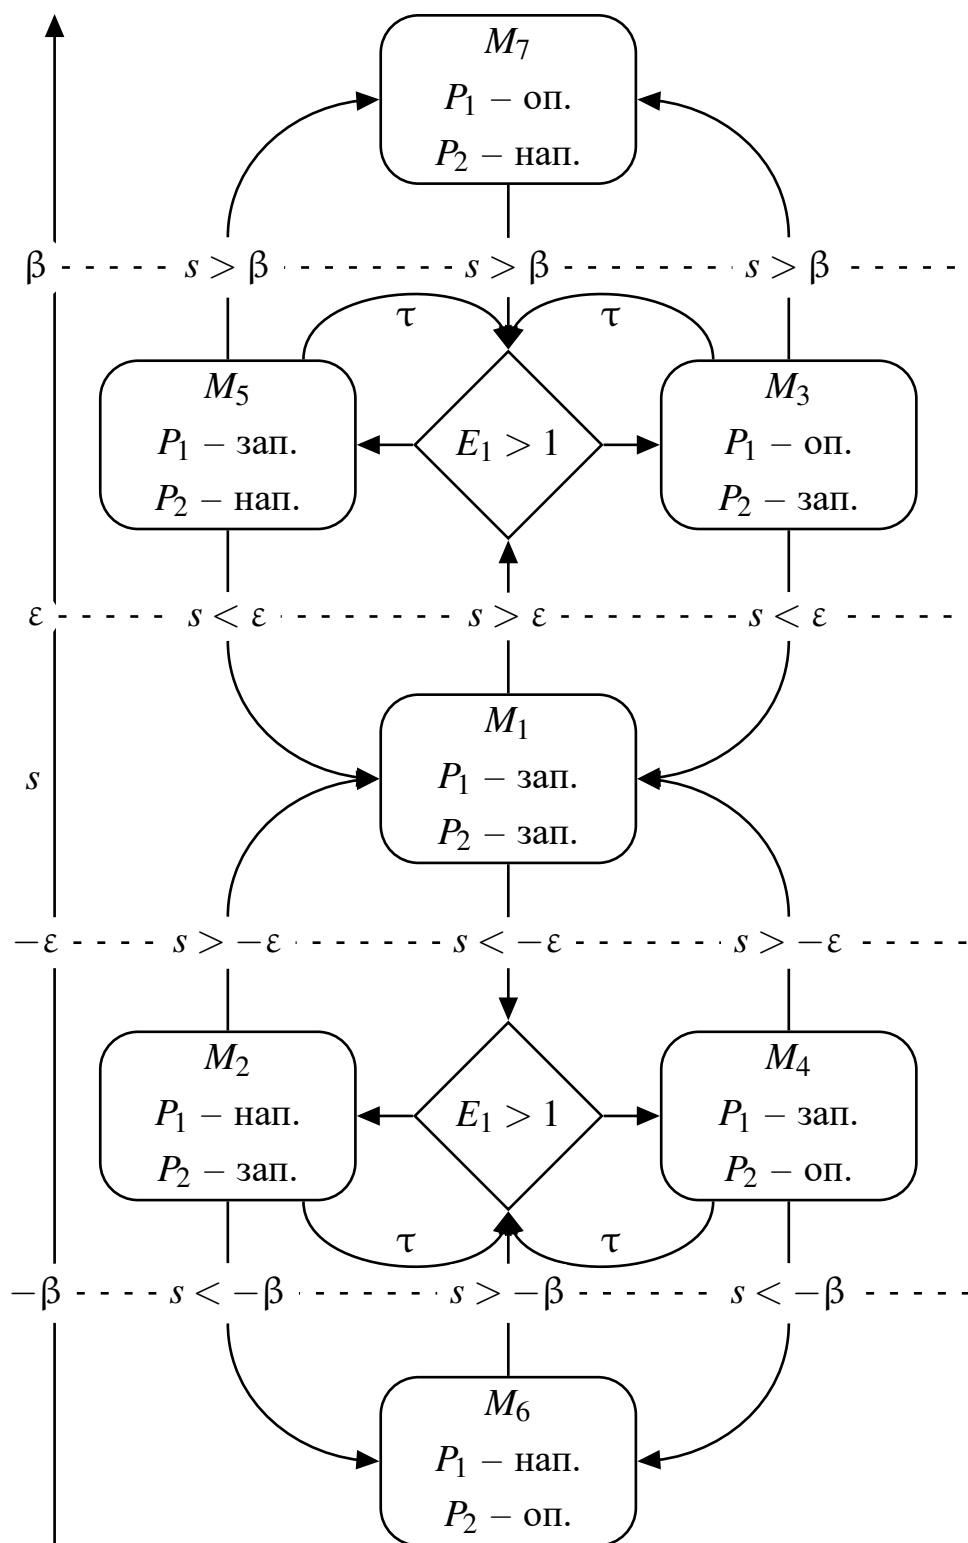 M₇
P₁ – оп.
P₂ – нап.
β s > β s > β s > β
τ τ
M₅
P₁ – зап.
P₂ – нап.
E₁ > 1
M₃
P₁ – оп.
P₂ – зап.
ε s < ε s > ε s < ε
M₁
P₁ – зап.
P₂ – зап.
s
−ε s > −ε s < −ε s > −ε
M₂
P₁ – нап.
P₂ – зап.
E₁ > 1
M₄
P₁ – зап.
P₂ – оп.
τ τ
−β s < −β s > −β s < −β
M₆
P₁ – нап.
P₂ – оп.